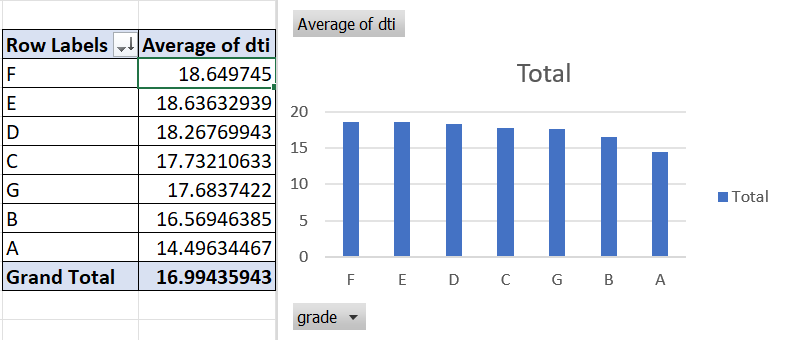 Row Labels Average of dti
F 18.649745
E 18.63632939
D 18.26769943
C 17.73210633
G 17.6837422
B 16.56946385
A 14.49634467
Grand Total 16.99435943
Average of dti
Total
20
15
10
5
0
F E D C G B A
Total
grade